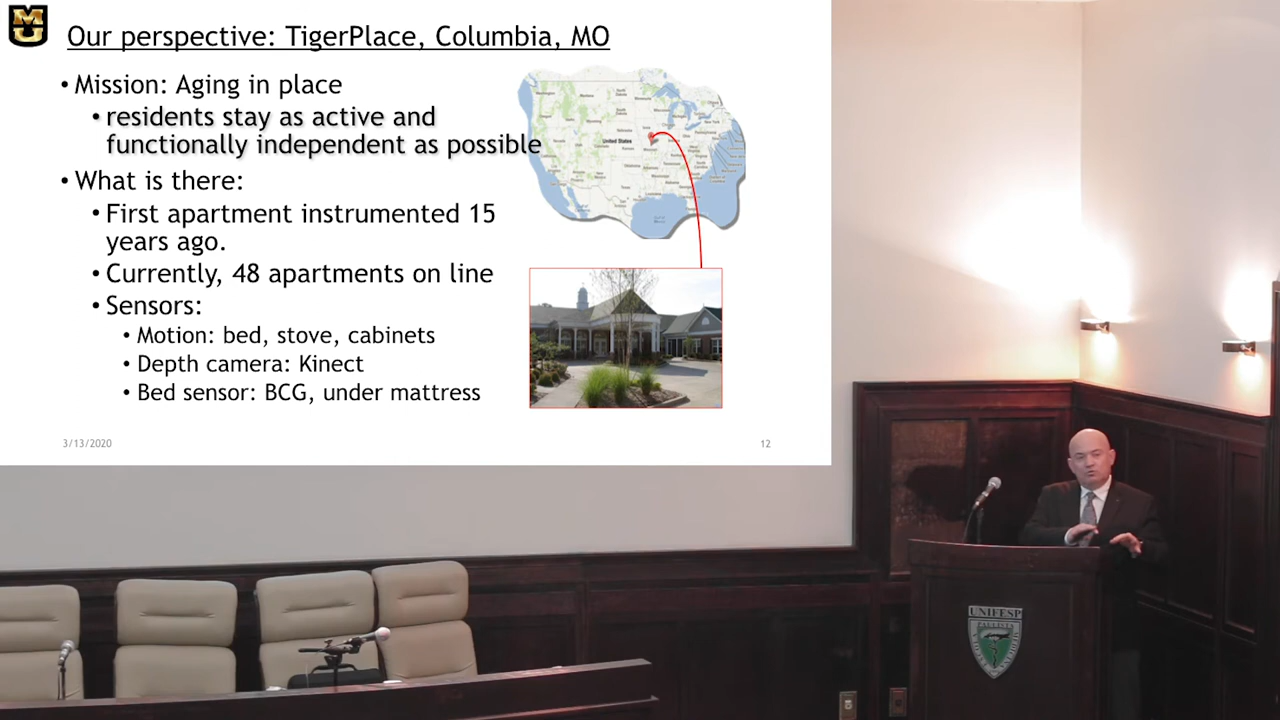 MU
Our perspective: TigerPlace, Columbia, MO
• Mission: Aging in place
• residents stay as active and
functionally independent as possible
• What is there:
• First apartment instrumented 15
years ago.
• Currently, 48 apartments on line
• Sensors:
• Motion: bed, stove, cabinets
• Depth camera: Kinect
• Bed sensor: BCG, under mattress
United States
3/13/2020
12
UNIFESP